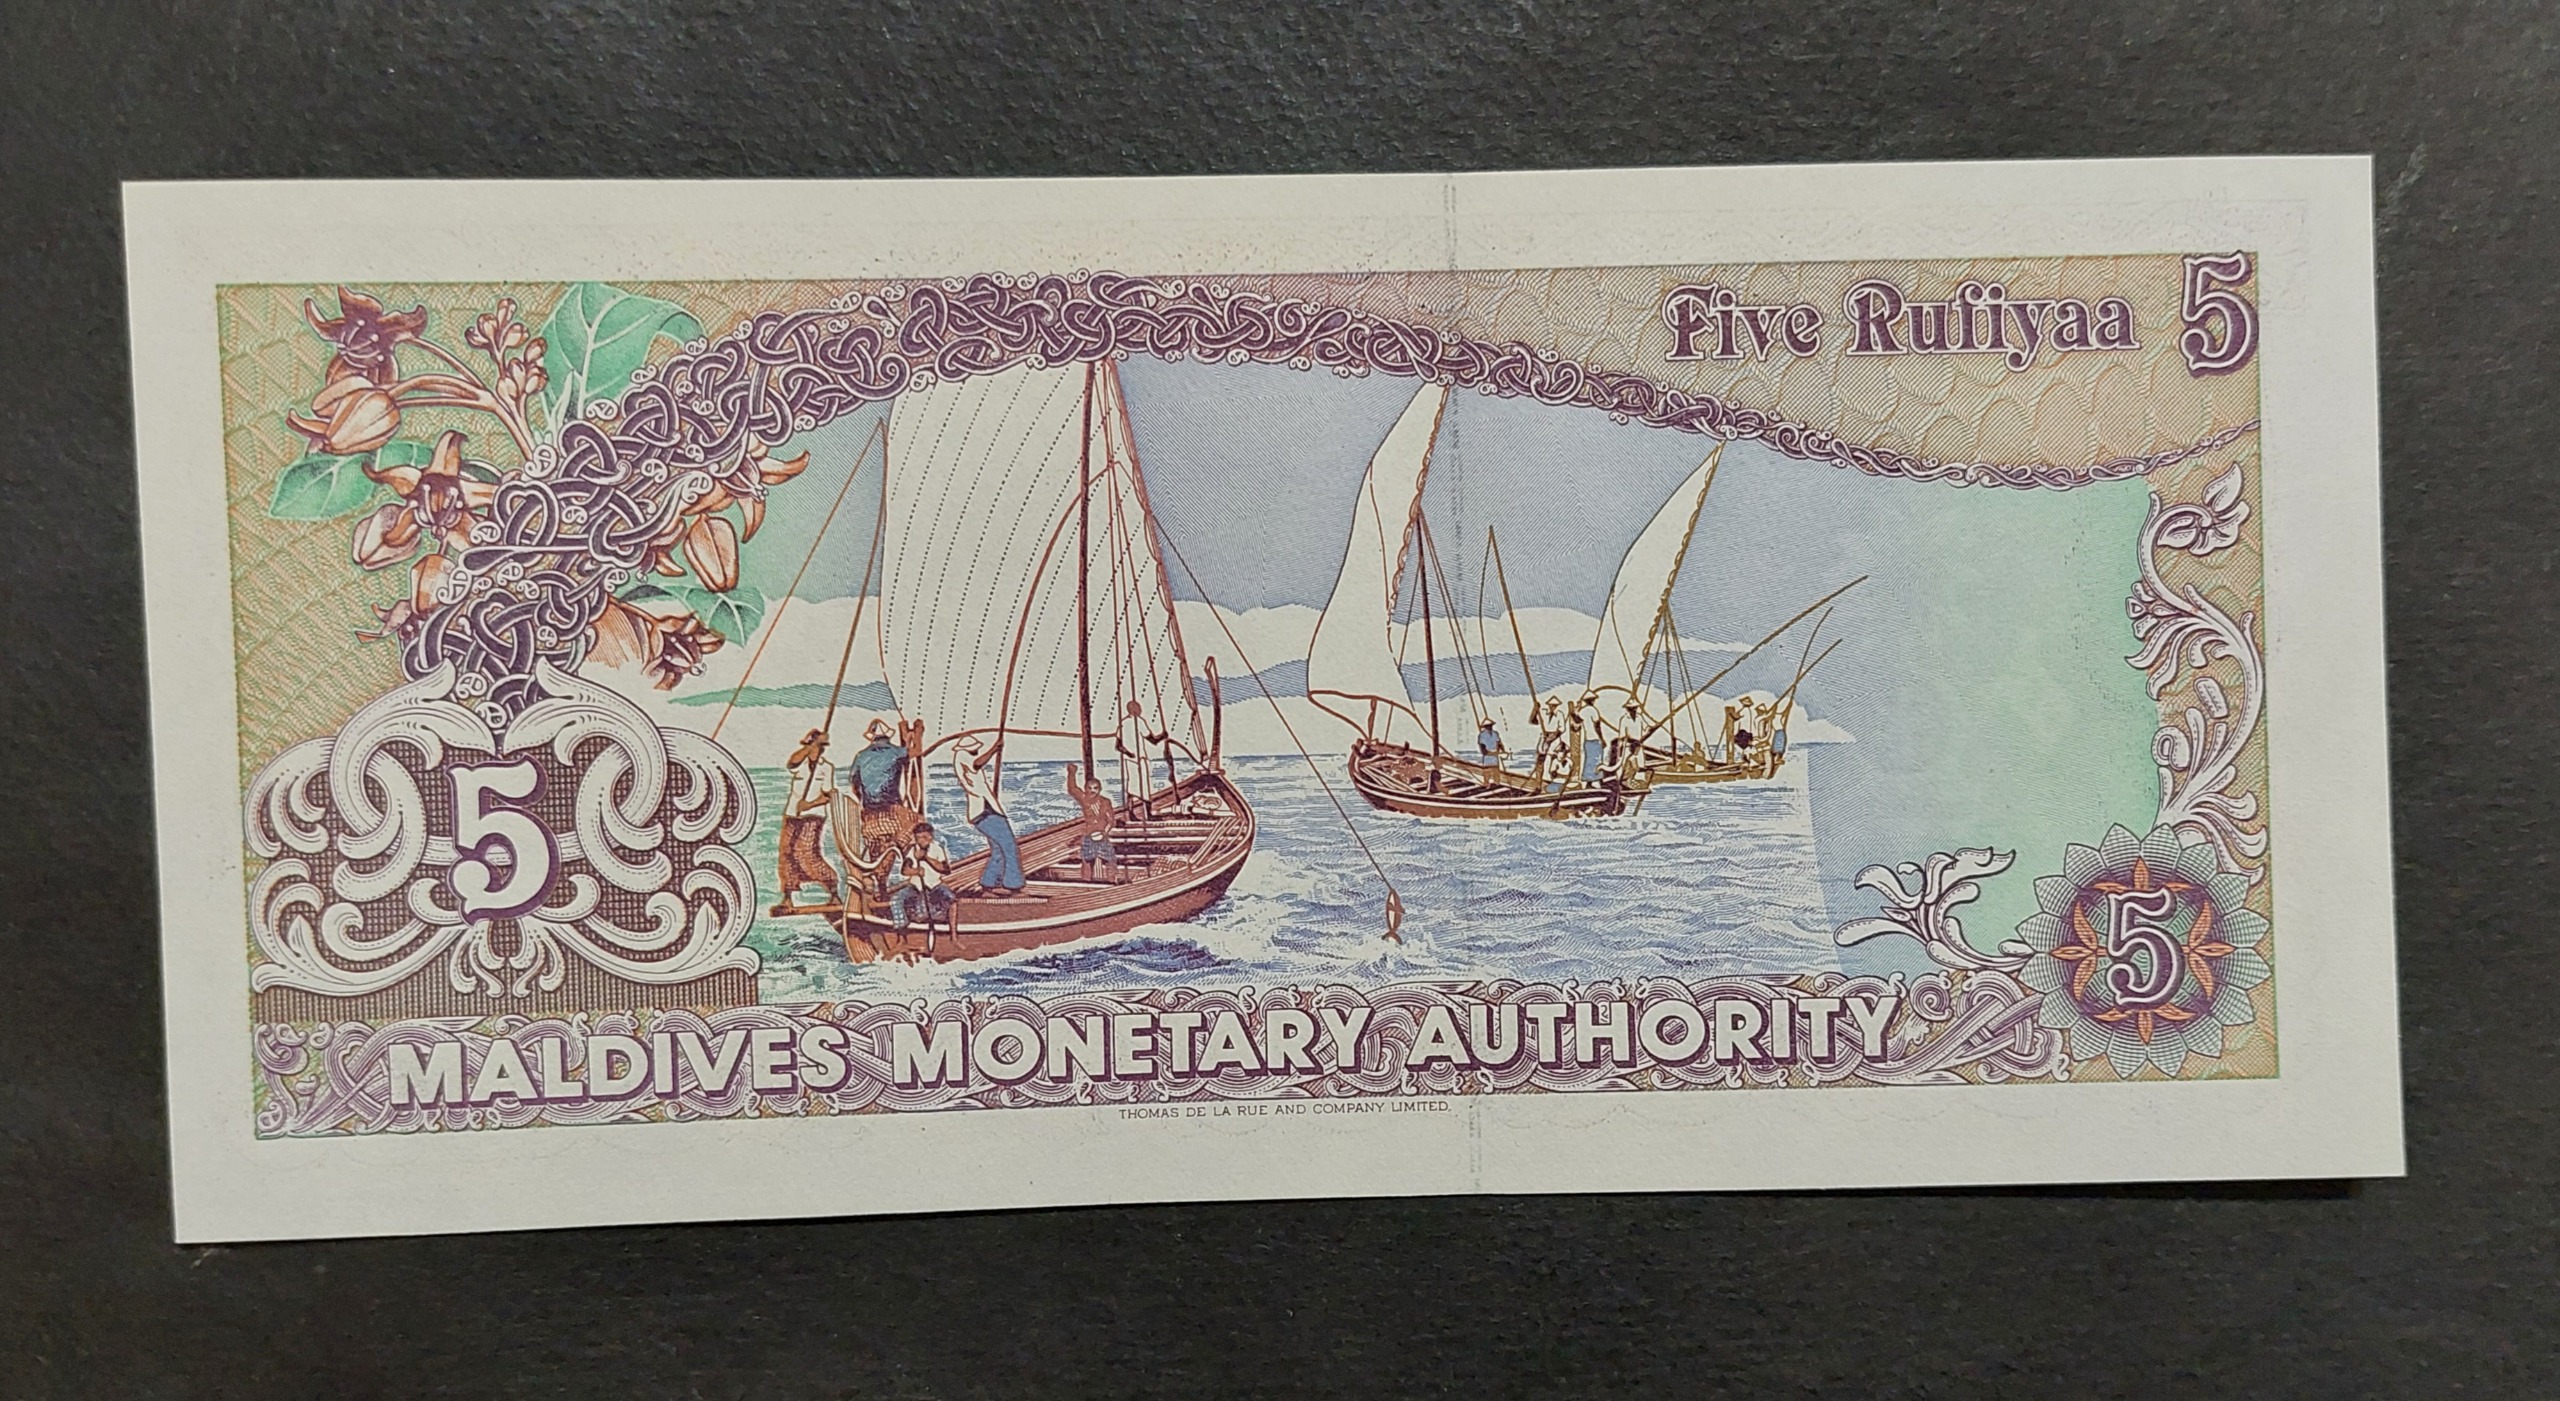 Five Rufiyaa 5
5
5
MALDIVES MONETARY AUTHORITY
THOMAS DE LA RUE AND COMPANY LIMITED.